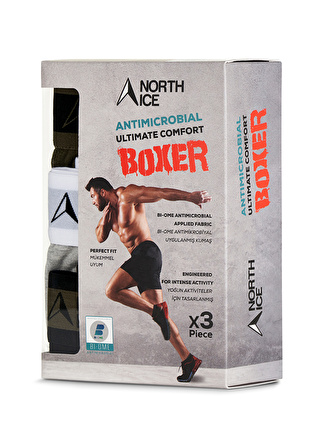 NORTH
ICE
ANTIMICROBIAL
ULTIMATE COMFORT
BOXER
BI-OME ANTIMICROBIAL
APPLIED FABRIC
BI-OME ANTİMİKROBİYAL
UYGULANMIŞ KUMAŞ
PERFECT FIT
MÜKEMMEL
UYUM
ENGINEERED
FOR INTENSE ACTIVITY
YOĞUN AKTİVİTELER
İÇİN TASARLANMIŞ
x3
Piece
BI-OME
ANTIMICROBIAL
ULTIMATE COMFORT
BOXER
NORTH
ICE